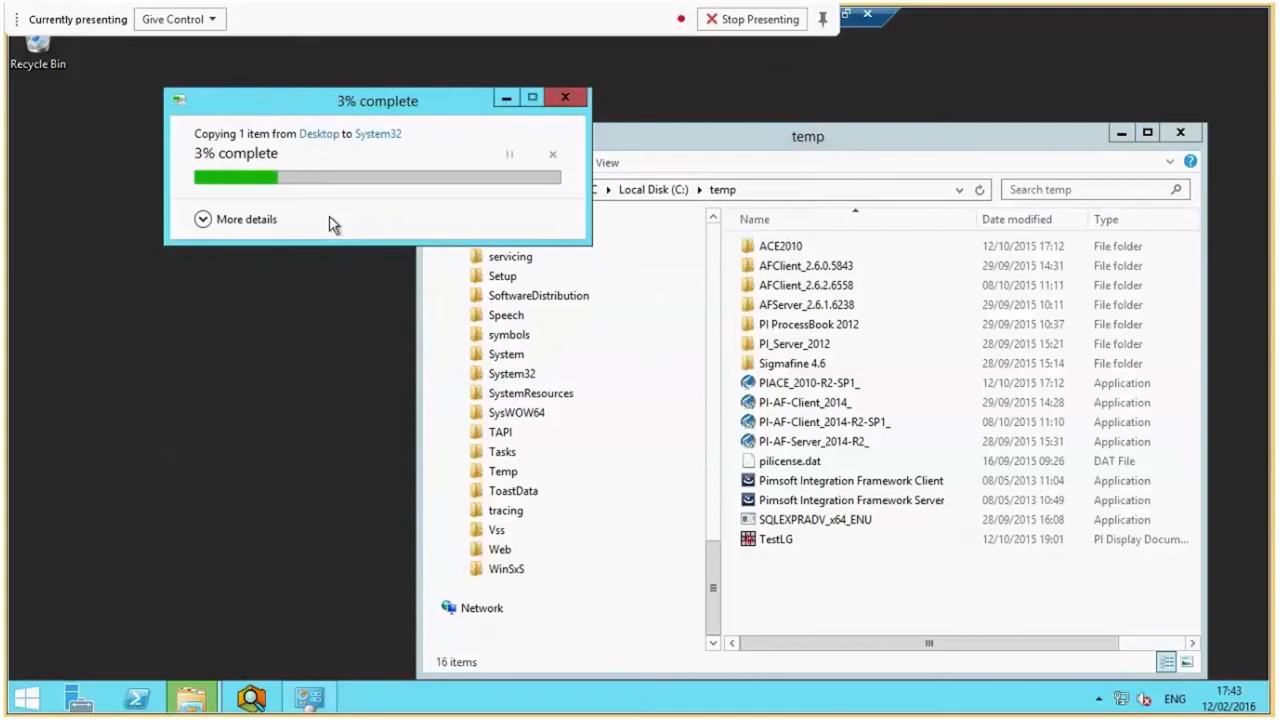 Currently presenting
Give Control
Stop Presenting
Recycle Bin
3% complete
Copying 1 item from Desktop to System32
3% complete
More details
temp
View
C Local Disk (C:) temp
Search temp
Name Date modified Type
servicing
Setup
SoftwareDistribution
Speech
symbols
System
System32
SystemResources
SysWOW64
TAPI
Tasks
Temp
ToastData
tracing
Vss
Web
WinSxS
Network
ACE2010 12/10/2015 17:12 File folder
AFClient_2.6.0.5843 29/09/2015 14:31 File folder
AFClient_2.6.2.6558 08/10/2015 11:11 File folder
AFServer_2.6.1.6238 29/09/2015 10:11 File folder
PI ProcessBook 2012 29/09/2015 10:37 File folder
PI_Server_2012 28/09/2015 15:21 File folder
Sigmafine 4.6 28/09/2015 15:14 File folder
PIACE_2010-R2-SP1_ 12/10/2015 17:12 Application
PI-AF-Client_2014_ 29/09/2015 14:28 Application
PI-AF-Client_2014-R2-SP1_ 08/10/2015 11:10 Application
PI-AF-Server_2014-R2_ 28/09/2015 15:31 Application
pilicense.dat 16/09/2015 09:26 DAT File
Pimsoft Integration Framework Client 08/05/2013 11:04 Application
Pimsoft Integration Framework Server 08/05/2013 10:49 Application
SQLEXPRADV_x64_ENU 28/09/2015 16:08 Application
TestLG 12/10/2015 19:01 PI Display Docum...
16 items
ENG
17:43
12/02/2016